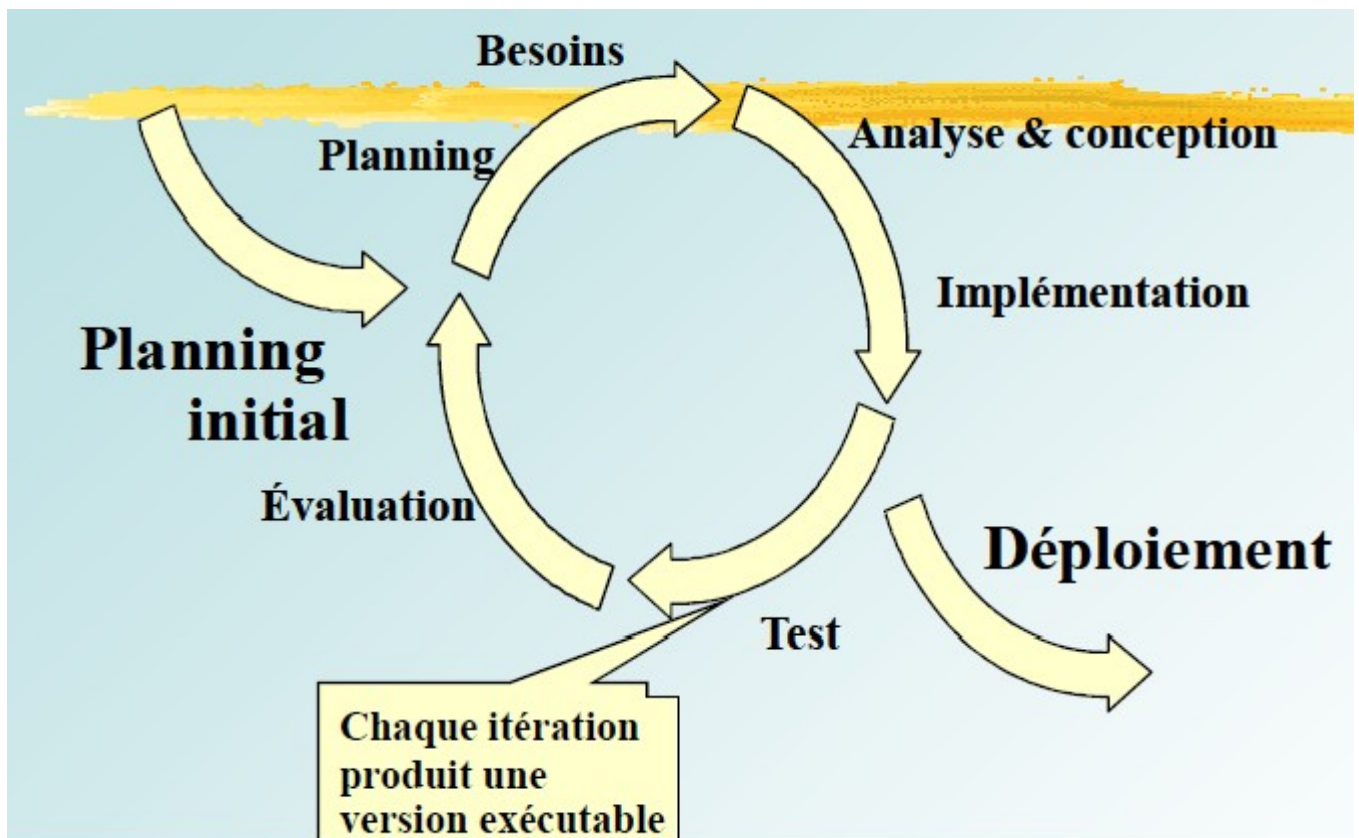 Besoins
Planning
Analyse & conception
Implémentation
Planning
initial
Évaluation
Déploiement
Test
Chaque itération
produit une
version exécutable